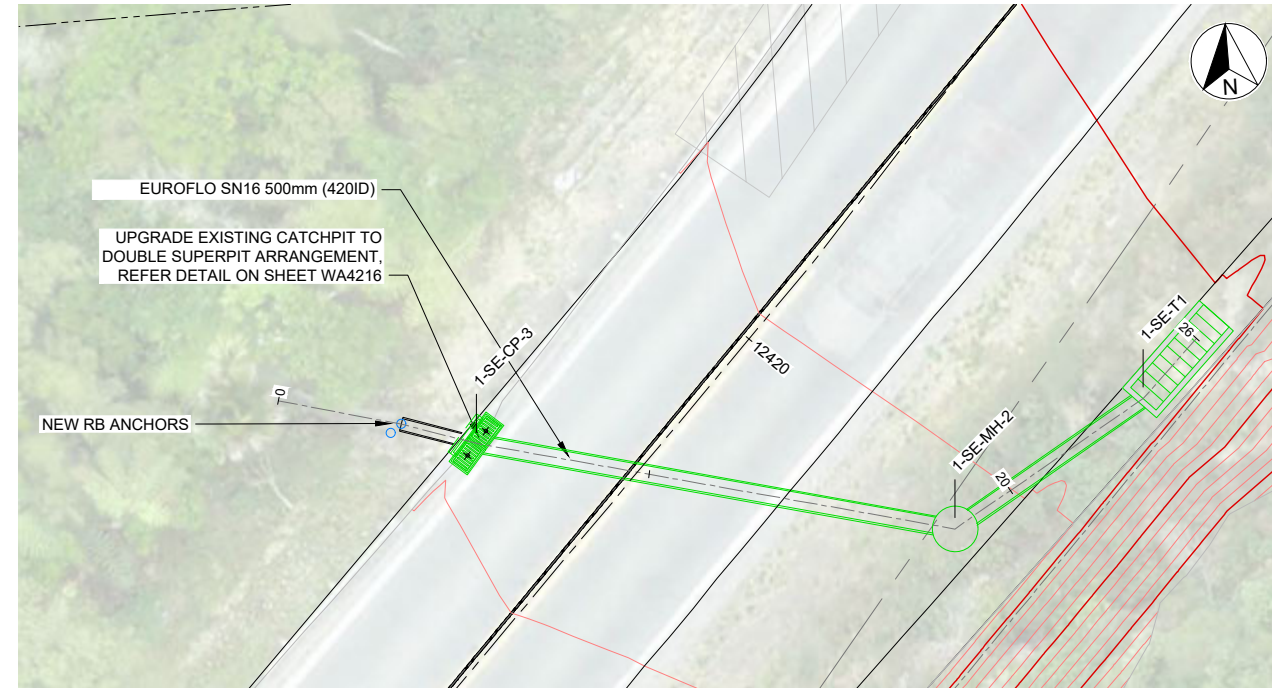 N
EUROFLO SN16 500mm (420ID)
UPGRADE EXISTING CATCHPIT TO
DOUBLE SUPERPIT ARRANGEMENT,
REFER DETAIL ON SHEET WA4216
1-SE-CP-3
1-SE-T1
26
12420
0
NEW RB ANCHORS
1-SE-MH-2
20